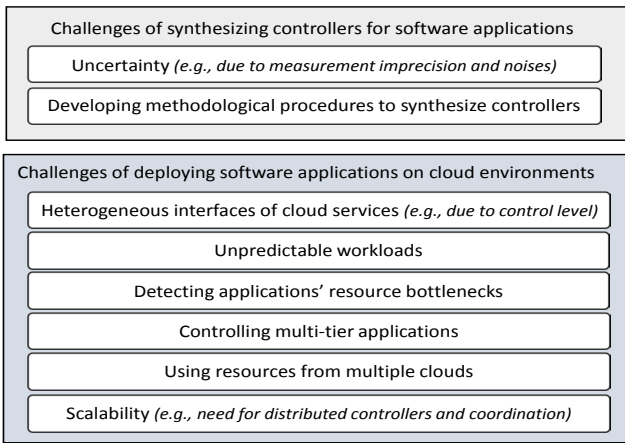 Challenges of synthesizing controllers for software applications
Uncertainty (e.g., due to measurement imprecision and noises)
Developing methodological procedures to synthesize controllers
Challenges of deploying software applications on cloud environments
Heterogeneous interfaces of cloud services (e.g., due to control level)
Unpredictable workloads
Detecting applications’ resource bottlenecks
Controlling multi-tier applications
Using resources from multiple clouds
Scalability (e.g., need for distributed controllers and coordination)